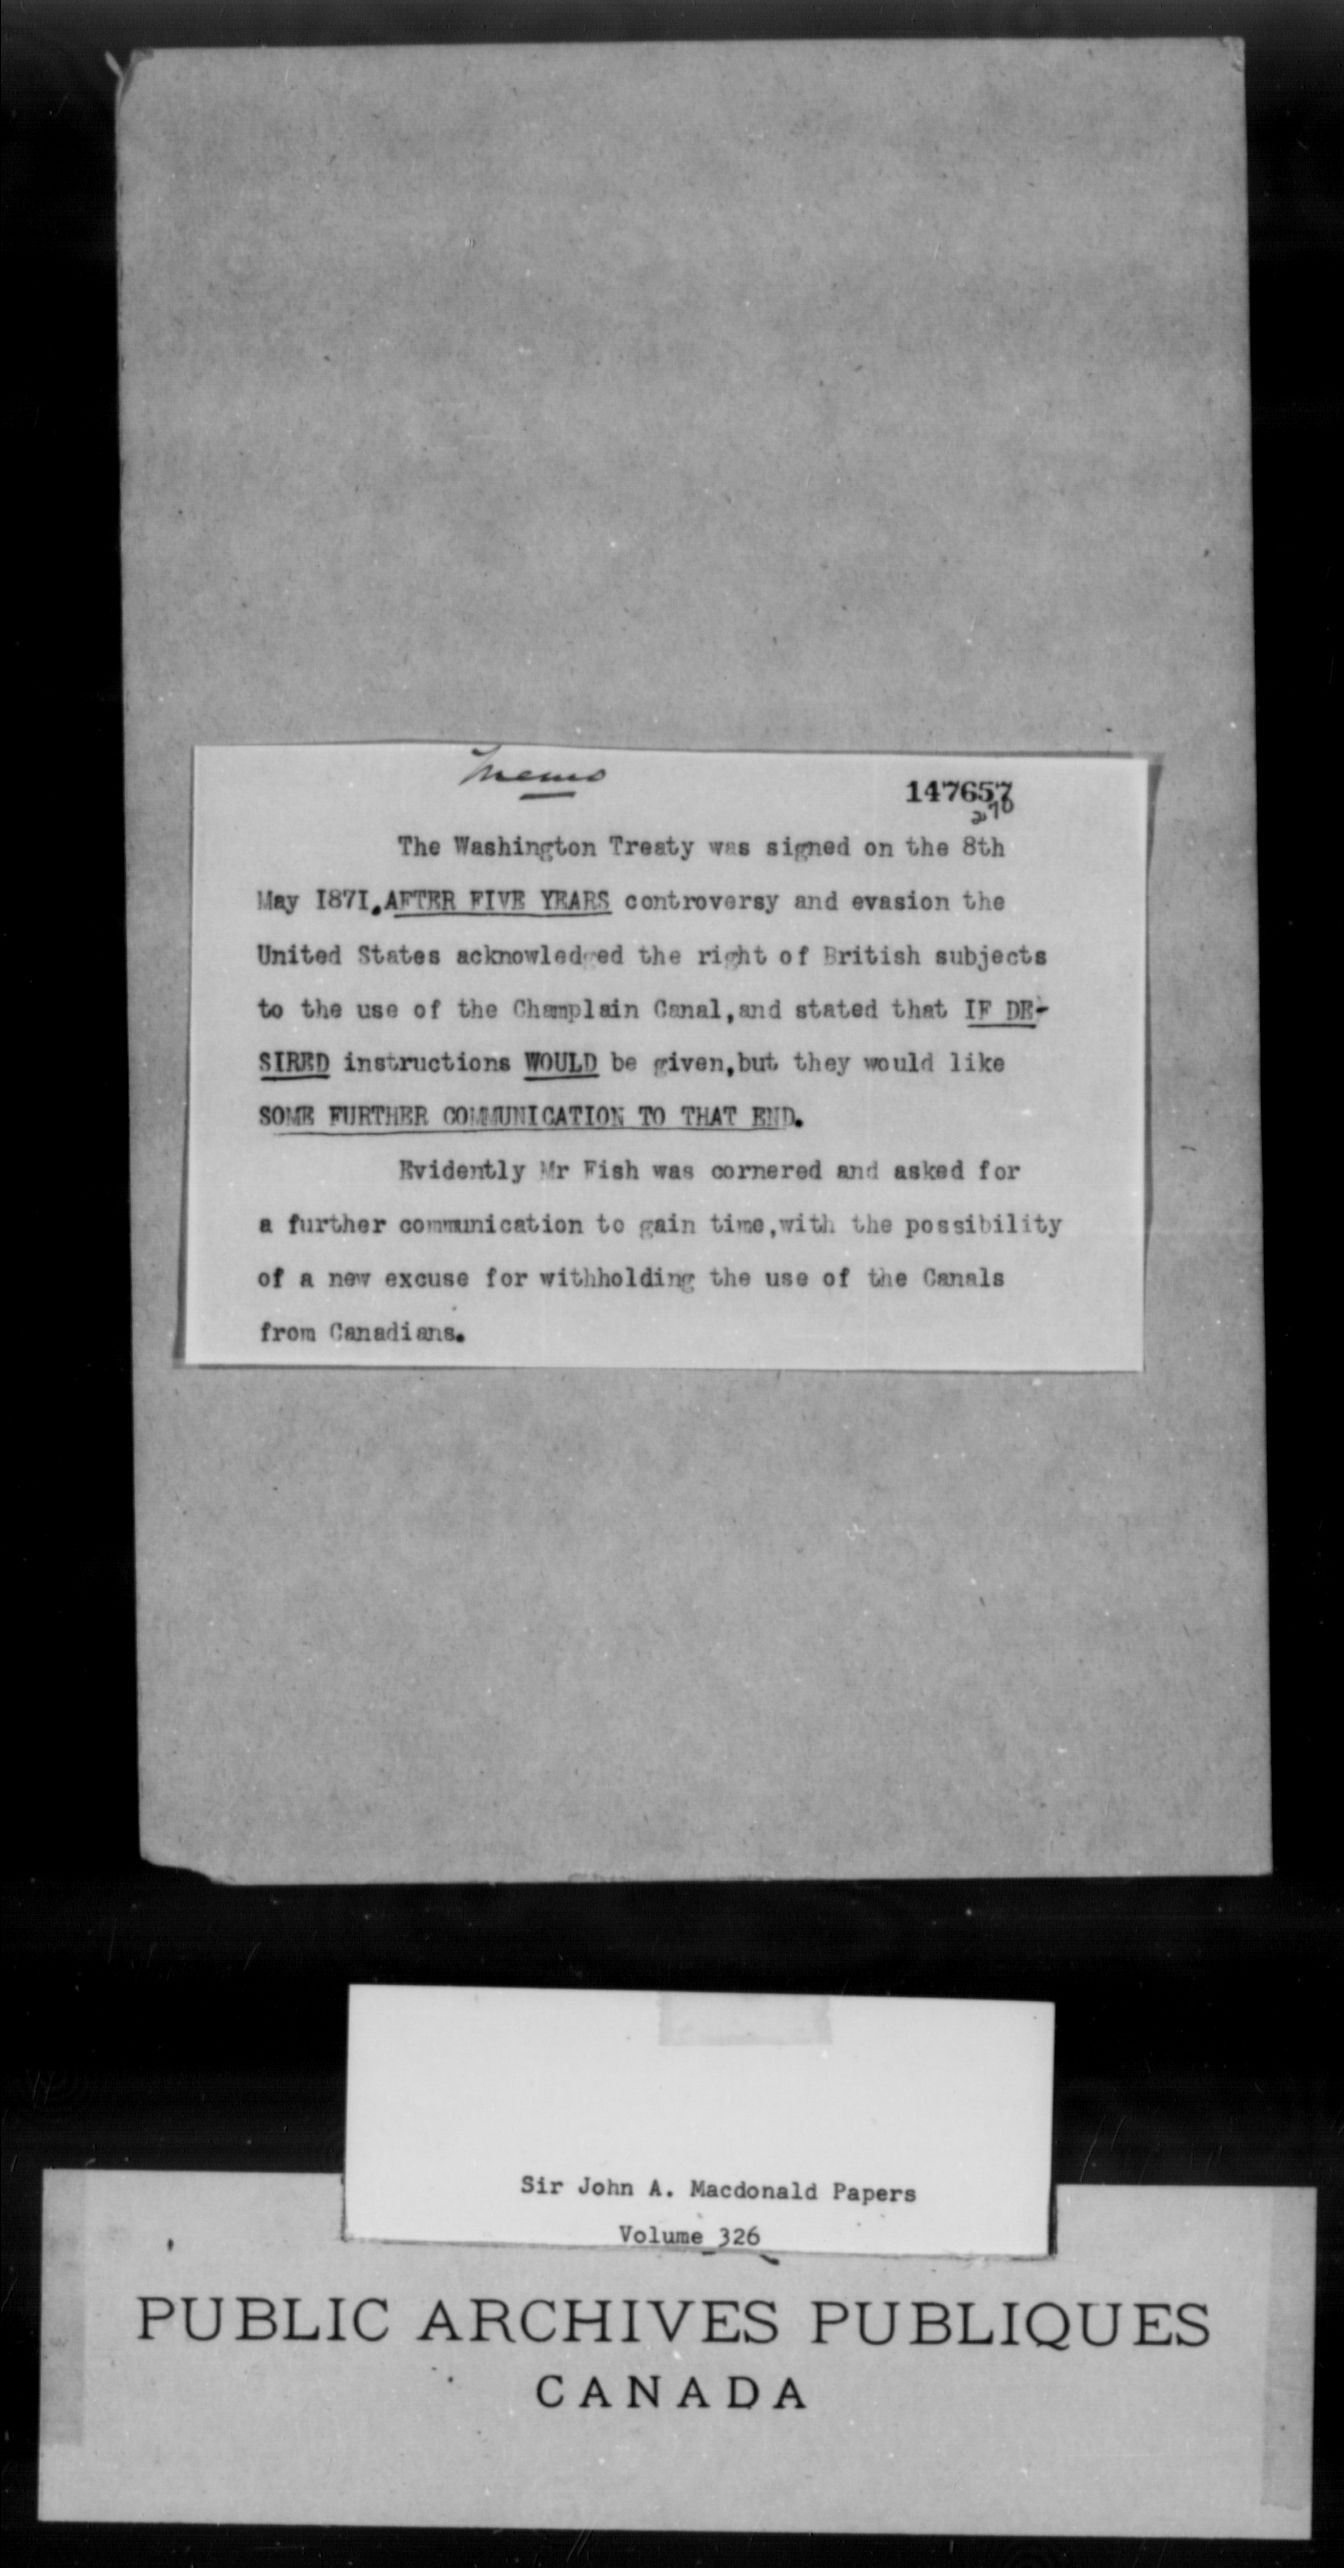 Memo
147657
270
The Washington Treaty was signed on the 8th
May I87I.AFTER FIVE YEARS controversy and evasion the
United States acknowledged the right of British subjects
to the use of the Champlain Canal,and stated that IF DE-
SIRED instructions WOULD be given,but they would like
SOME FURTHER COMMUNICATION TO THAT END.
Evidently Mr Fish was cornered and asked for
a further communication to gain time,with the possibility
of a new excuse for withholding the use of the Canals
from Canadians.
Sir John A. Macdonald Papers
Volume 326
PUBLIC ARCHIVES PUBLIQUES
CANADA